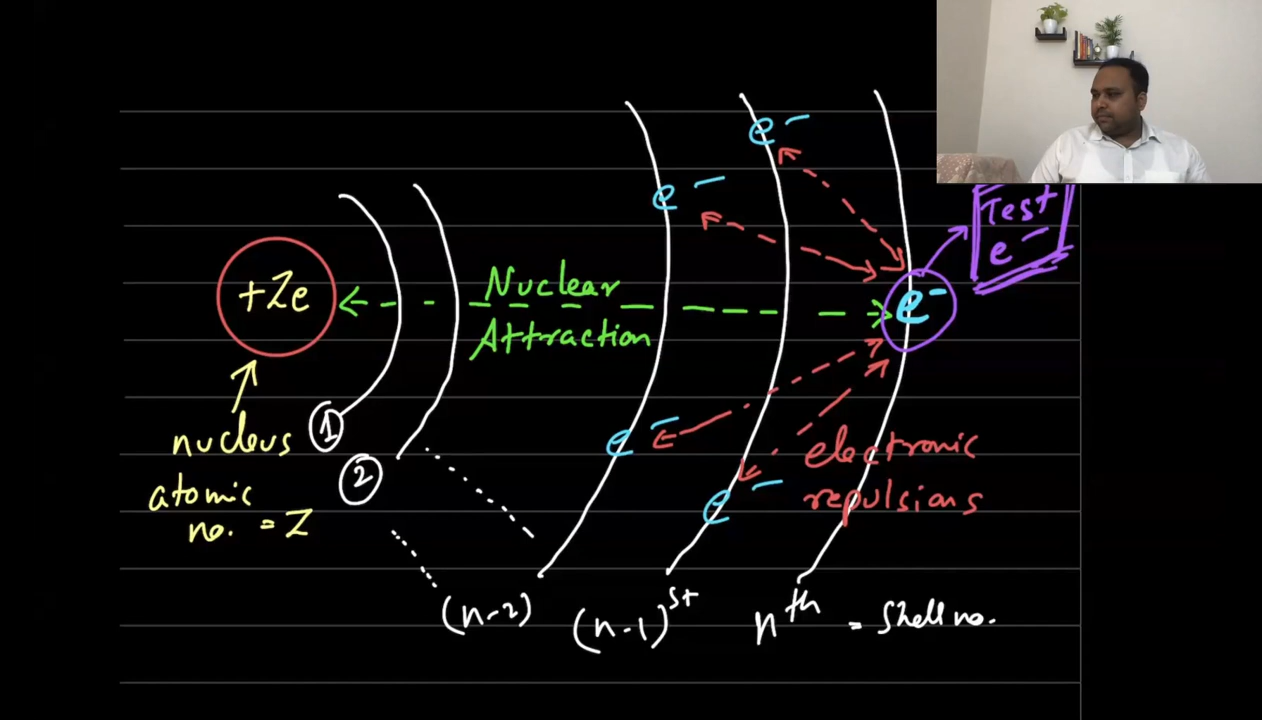 e⁻
e⁻
Test
e⁻
+Ze
Nuclear
Attraction
e⁻
nucleus
①
e⁻
electronic
atomic
no. = Z
②
e⁻
repulsions
(n-2)
(n-1)ˢᵗ
nᵗʰ = Shell no.